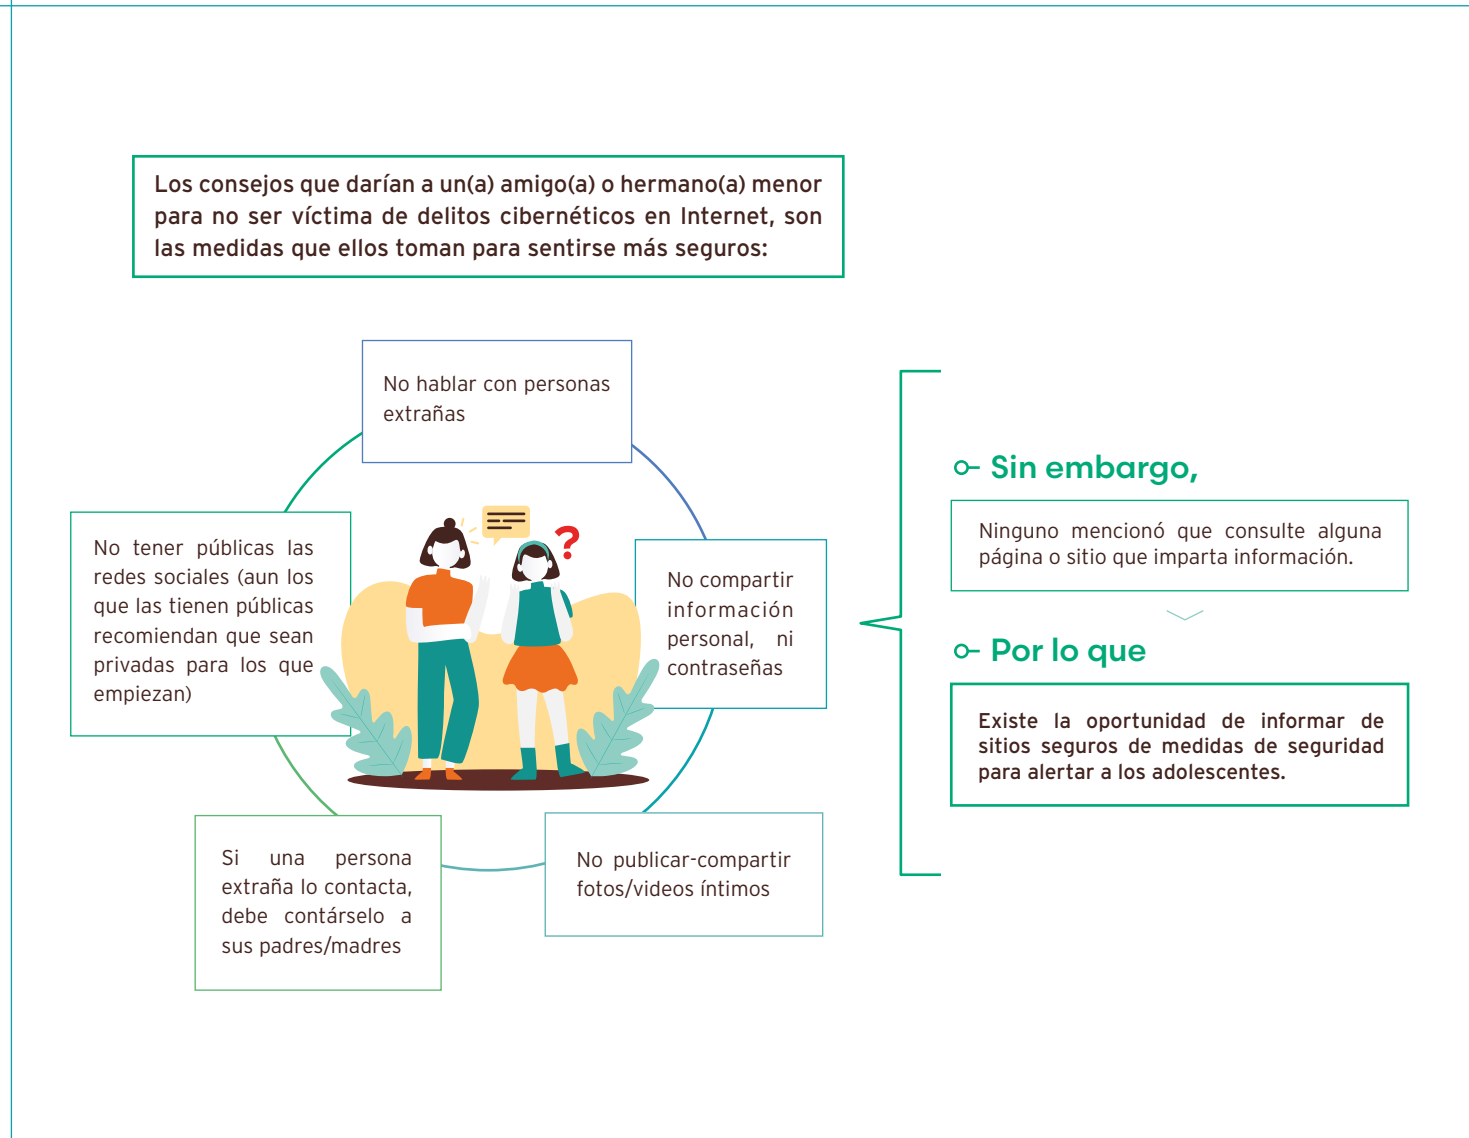 Los consejos que darían a un(a) amigo(a) o hermano(a) menor
para no ser víctima de delitos cibernéticos en Internet, son
las medidas que ellos toman para sentirse más seguros:
No hablar con personas
extrañas
No compartir
información
personal, ni
contraseñas
No publicar-compartir
fotos/videos íntimos
Si una persona
extraña lo contacta,
debe contárselo a
sus padres/madres
No tener públicas las
redes sociales (aun los
que las tienen públicas
recomiendan que sean
privadas para los que
empiezan)
?
Sin embargo,
Ninguno mencionó que consulte alguna
página o sitio que imparta información.
Por lo que
Existe la oportunidad de informar de
sitios seguros de medidas de seguridad
para alertar a los adolescentes.